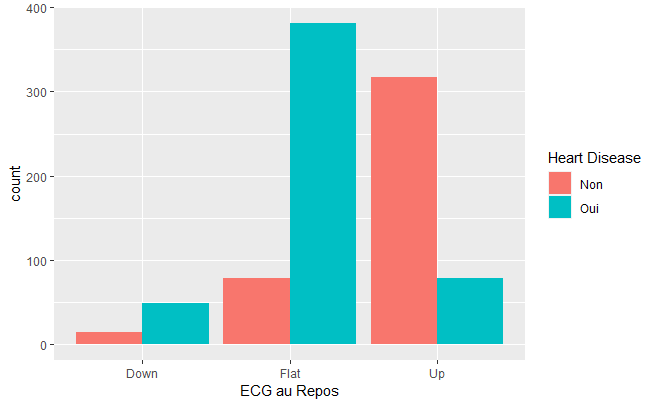 400
300
200
100
0
count
Down Flat Up
ECG au Repos
Heart Disease
Non
Oui